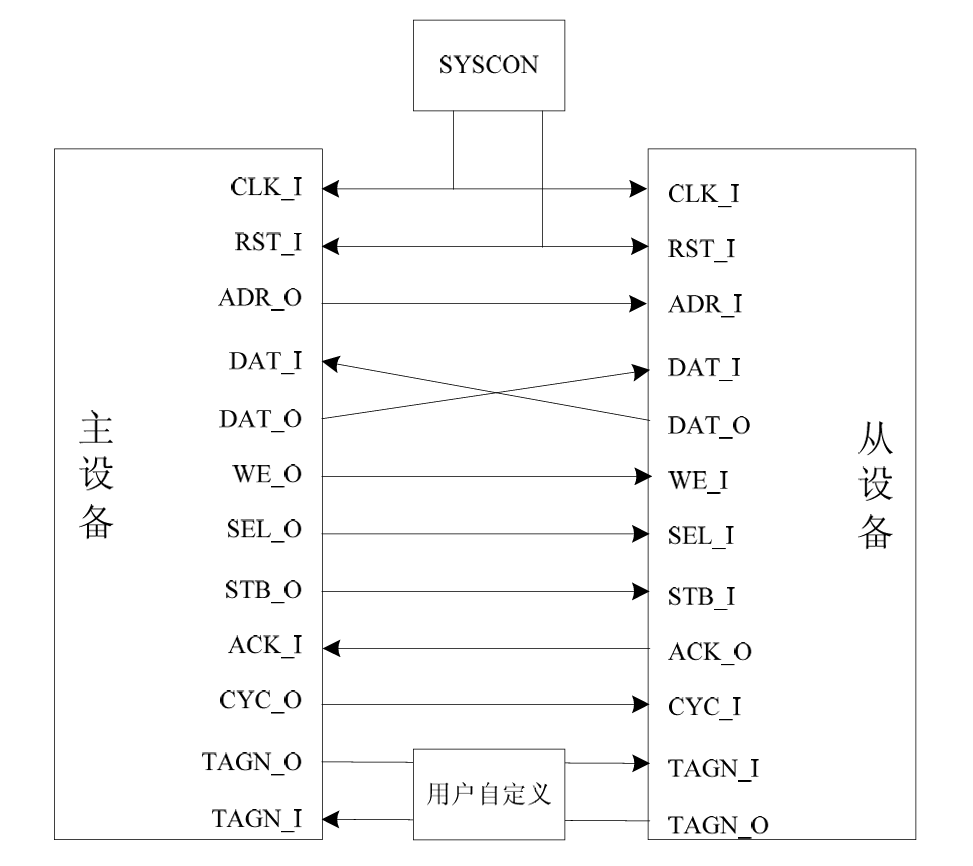 SYSCON
CLK_I
CLK_I
RST_I
RST_I
ADR_O
ADR_I
DAT_I
DAT_I
DAT_O
DAT_O
主设备
从设备
WE_O
WE_I
SEL_O
SEL_I
STB_O
STB_I
ACK_I
ACK_O
CYC_O
CYC_I
TAGN_O
TAGN_I
用户自定义
TAGN_I
TAGN_O